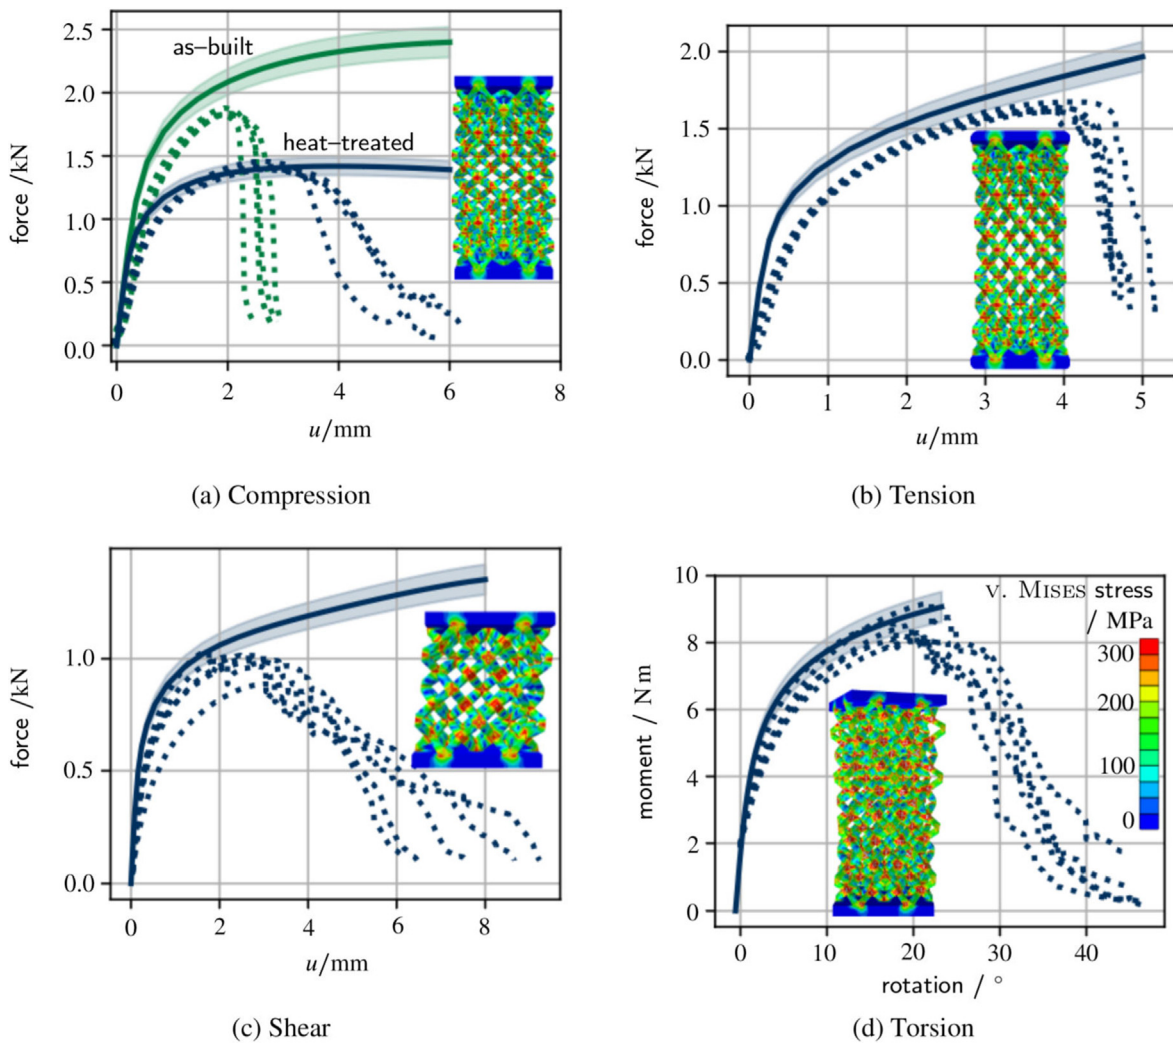 2.5
2.0
1.5
1.0
0.5
0.0
force /kN
as–built
heat–treated
0 2 4 6 8
u/mm
(a) Compression
2.0
1.5
1.0
0.5
0.0
force /kN
0 1 2 3 4 5
u/mm
(b) Tension
1.0
0.5
0.0
force /kN
0 2 4 6 8
u/mm
(c) Shear
10
8
6
4
2
0
moment / N m
v. MISES stress
/ MPa
300
200
100
0
0 10 20 30 40
rotation / °
(d) Torsion